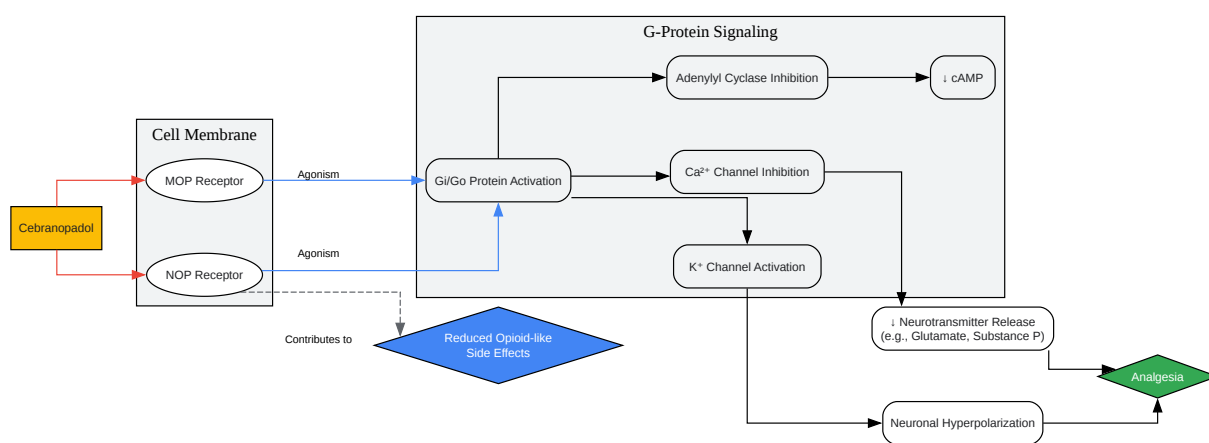 G-Protein Signaling
Adenylyl Cyclase Inhibition
↓ cAMP
Cell Membrane
MOP Receptor
Agonism
Gi/Go Protein Activation
Ca²⁺ Channel Inhibition
Cebranopadol
NOP Receptor
Agonism
K⁺ Channel Activation
Contributes to
Reduced Opioid-like
Side Effects
↓ Neurotransmitter Release
(e.g., Glutamate, Substance P)
Analgesia
Neuronal Hyperpolarization